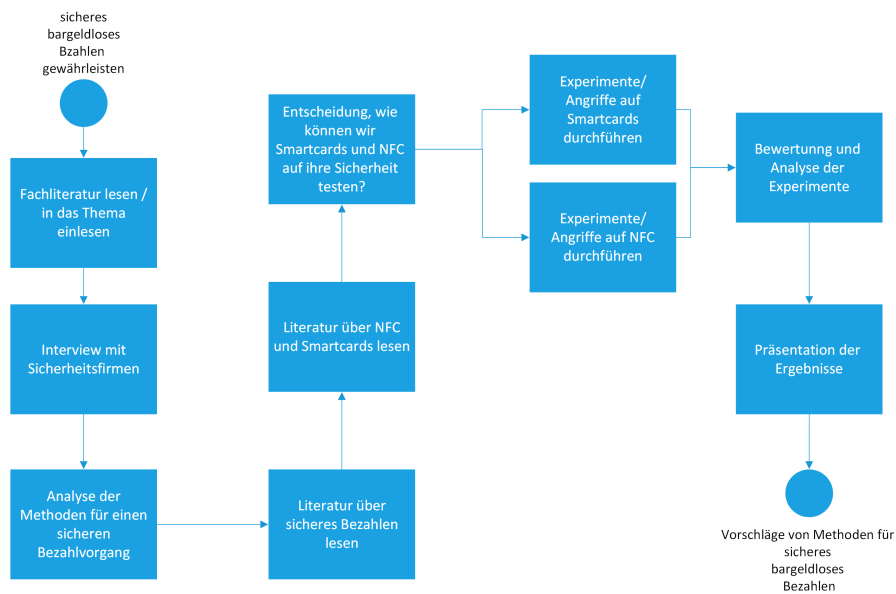 sicheres
bargeldloses
Bzahlen
gewährleisten
Fachliteratur lesen /
in das Thema
einlesen
Interview mit
Sicherheitsfirmen
Analyse der
Methoden für einen
sicheren
Bezahlvorgang
Literatur über
sicheres Bezahlen
lesen
Literatur über NFC
und Smartcards lesen
Entscheidung, wie
können wir
Smartcards und NFC
auf ihre Sicherheit
testen?
Experimente/
Angriffe auf
Smartcards
durchführen
Experimente/
Angriffe auf NFC
durchführen
Bewertunng und
Analyse der
Experimente
Präsentation der
Ergebnisse
Vorschläge von Methoden für
sicheres
bargeldloses
Bezahlen